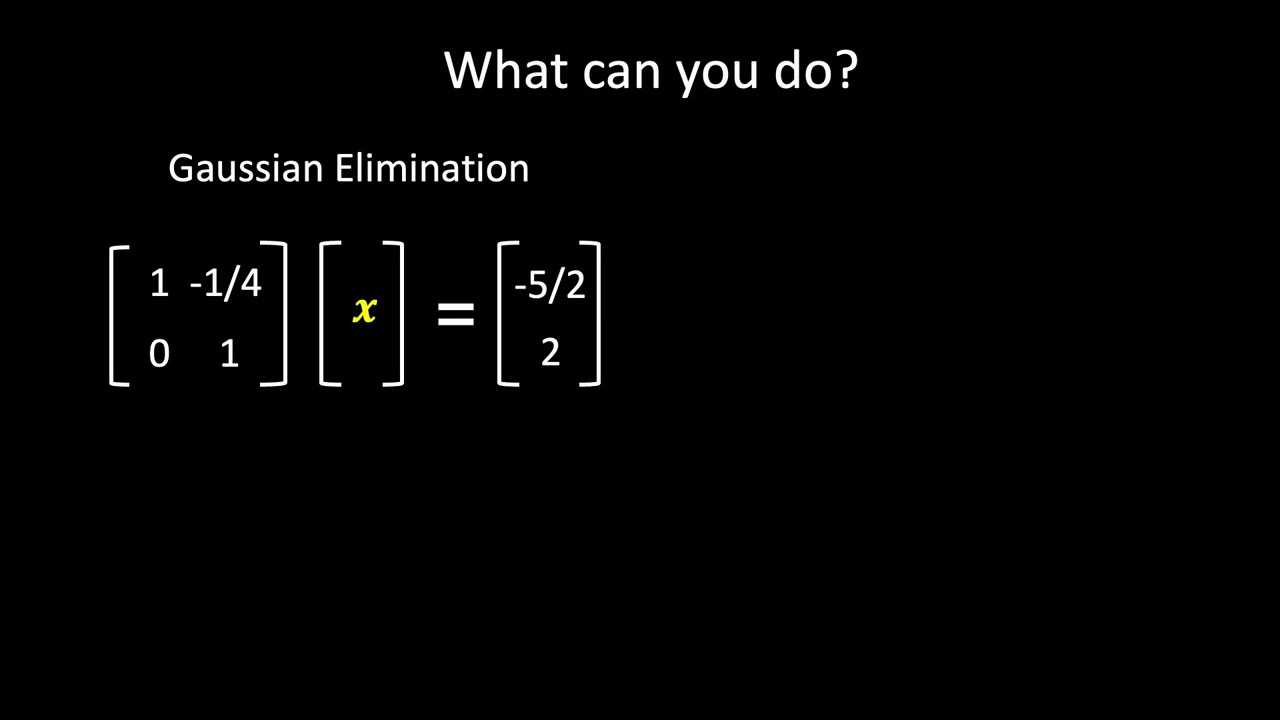 What can you do?
Gaussian Elimination
1 -1/4
0 1
x
=
-5/2
2